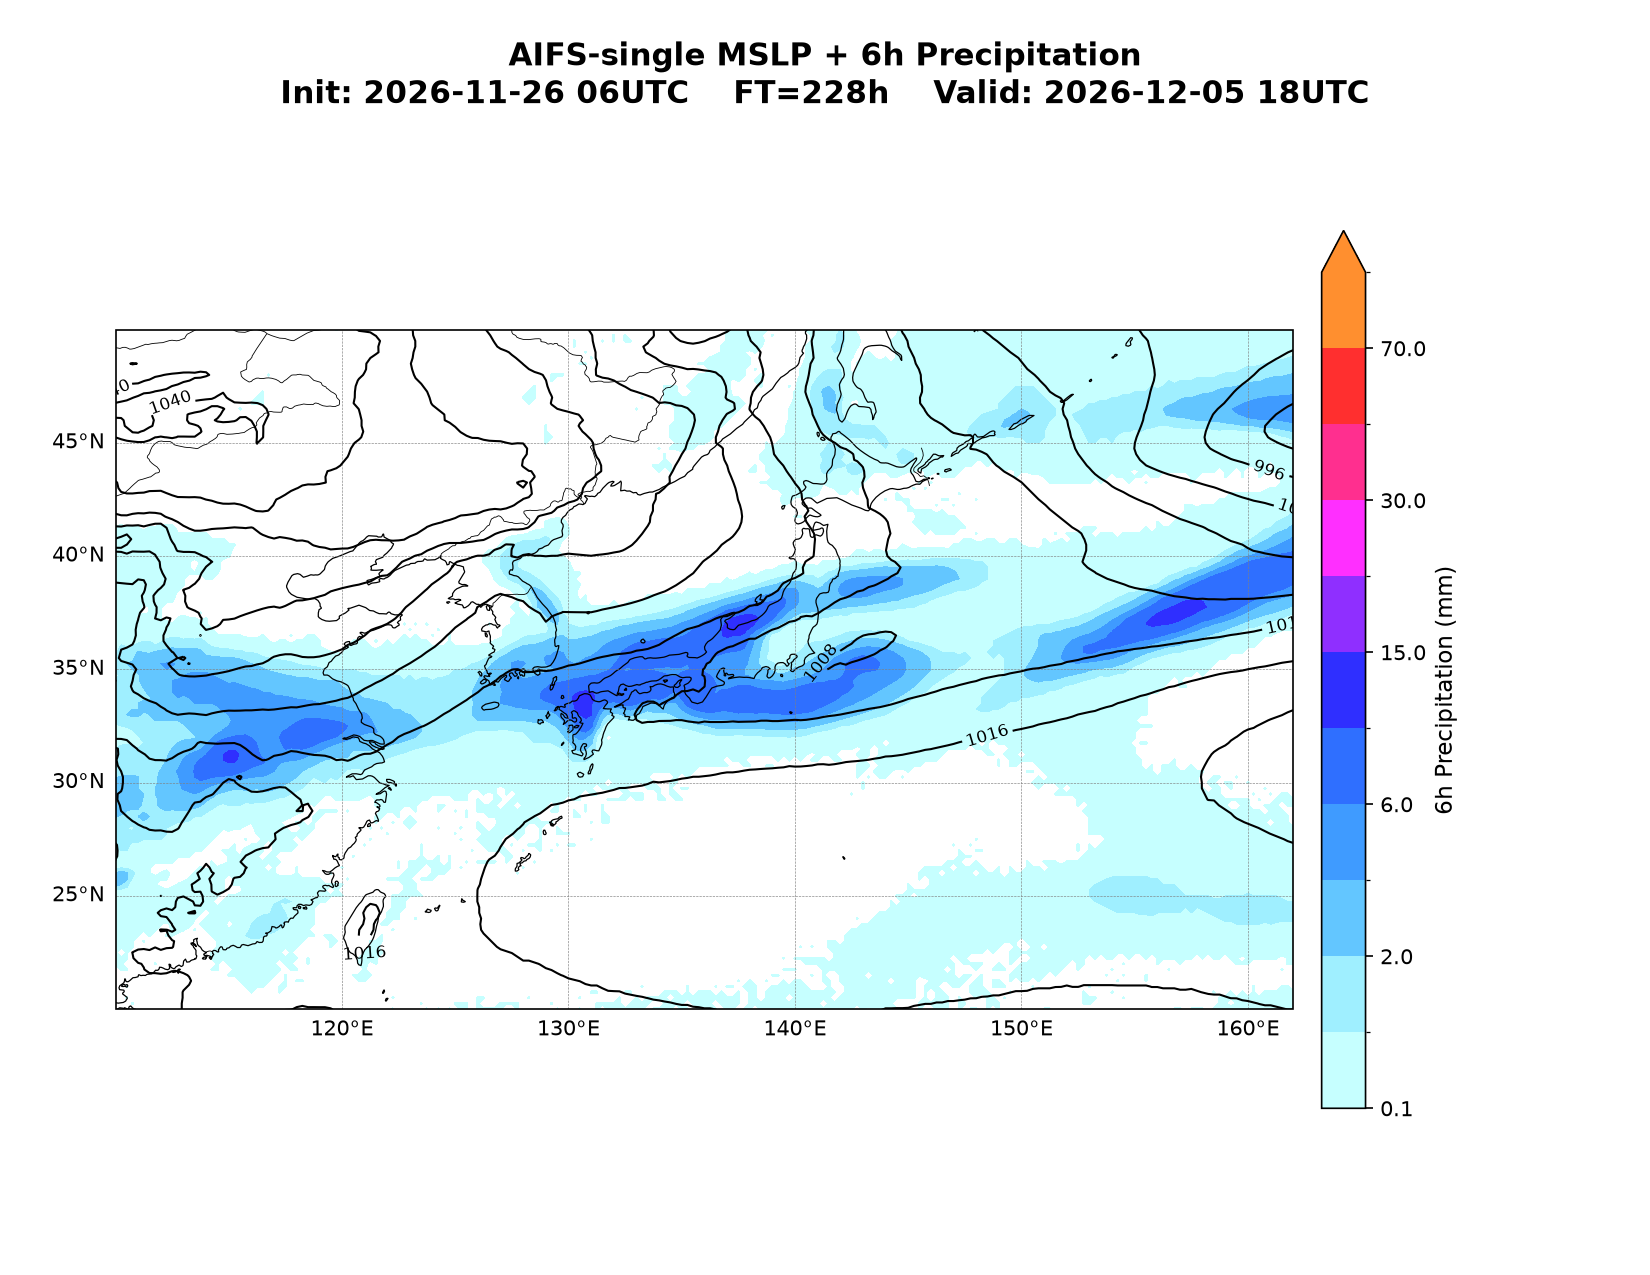 AIFS-single MSLP + 6h Precipitation
Init: 2026-11-26 06UTC    FT=228h    Valid: 2026-12-05 18UTC
1040
996
1008
1016
1016
45°N
40°N
35°N
30°N
25°N
120°E
130°E
140°E
150°E
160°E
70.0
30.0
15.0
6.0
2.0
0.1
6h Precipitation (mm)